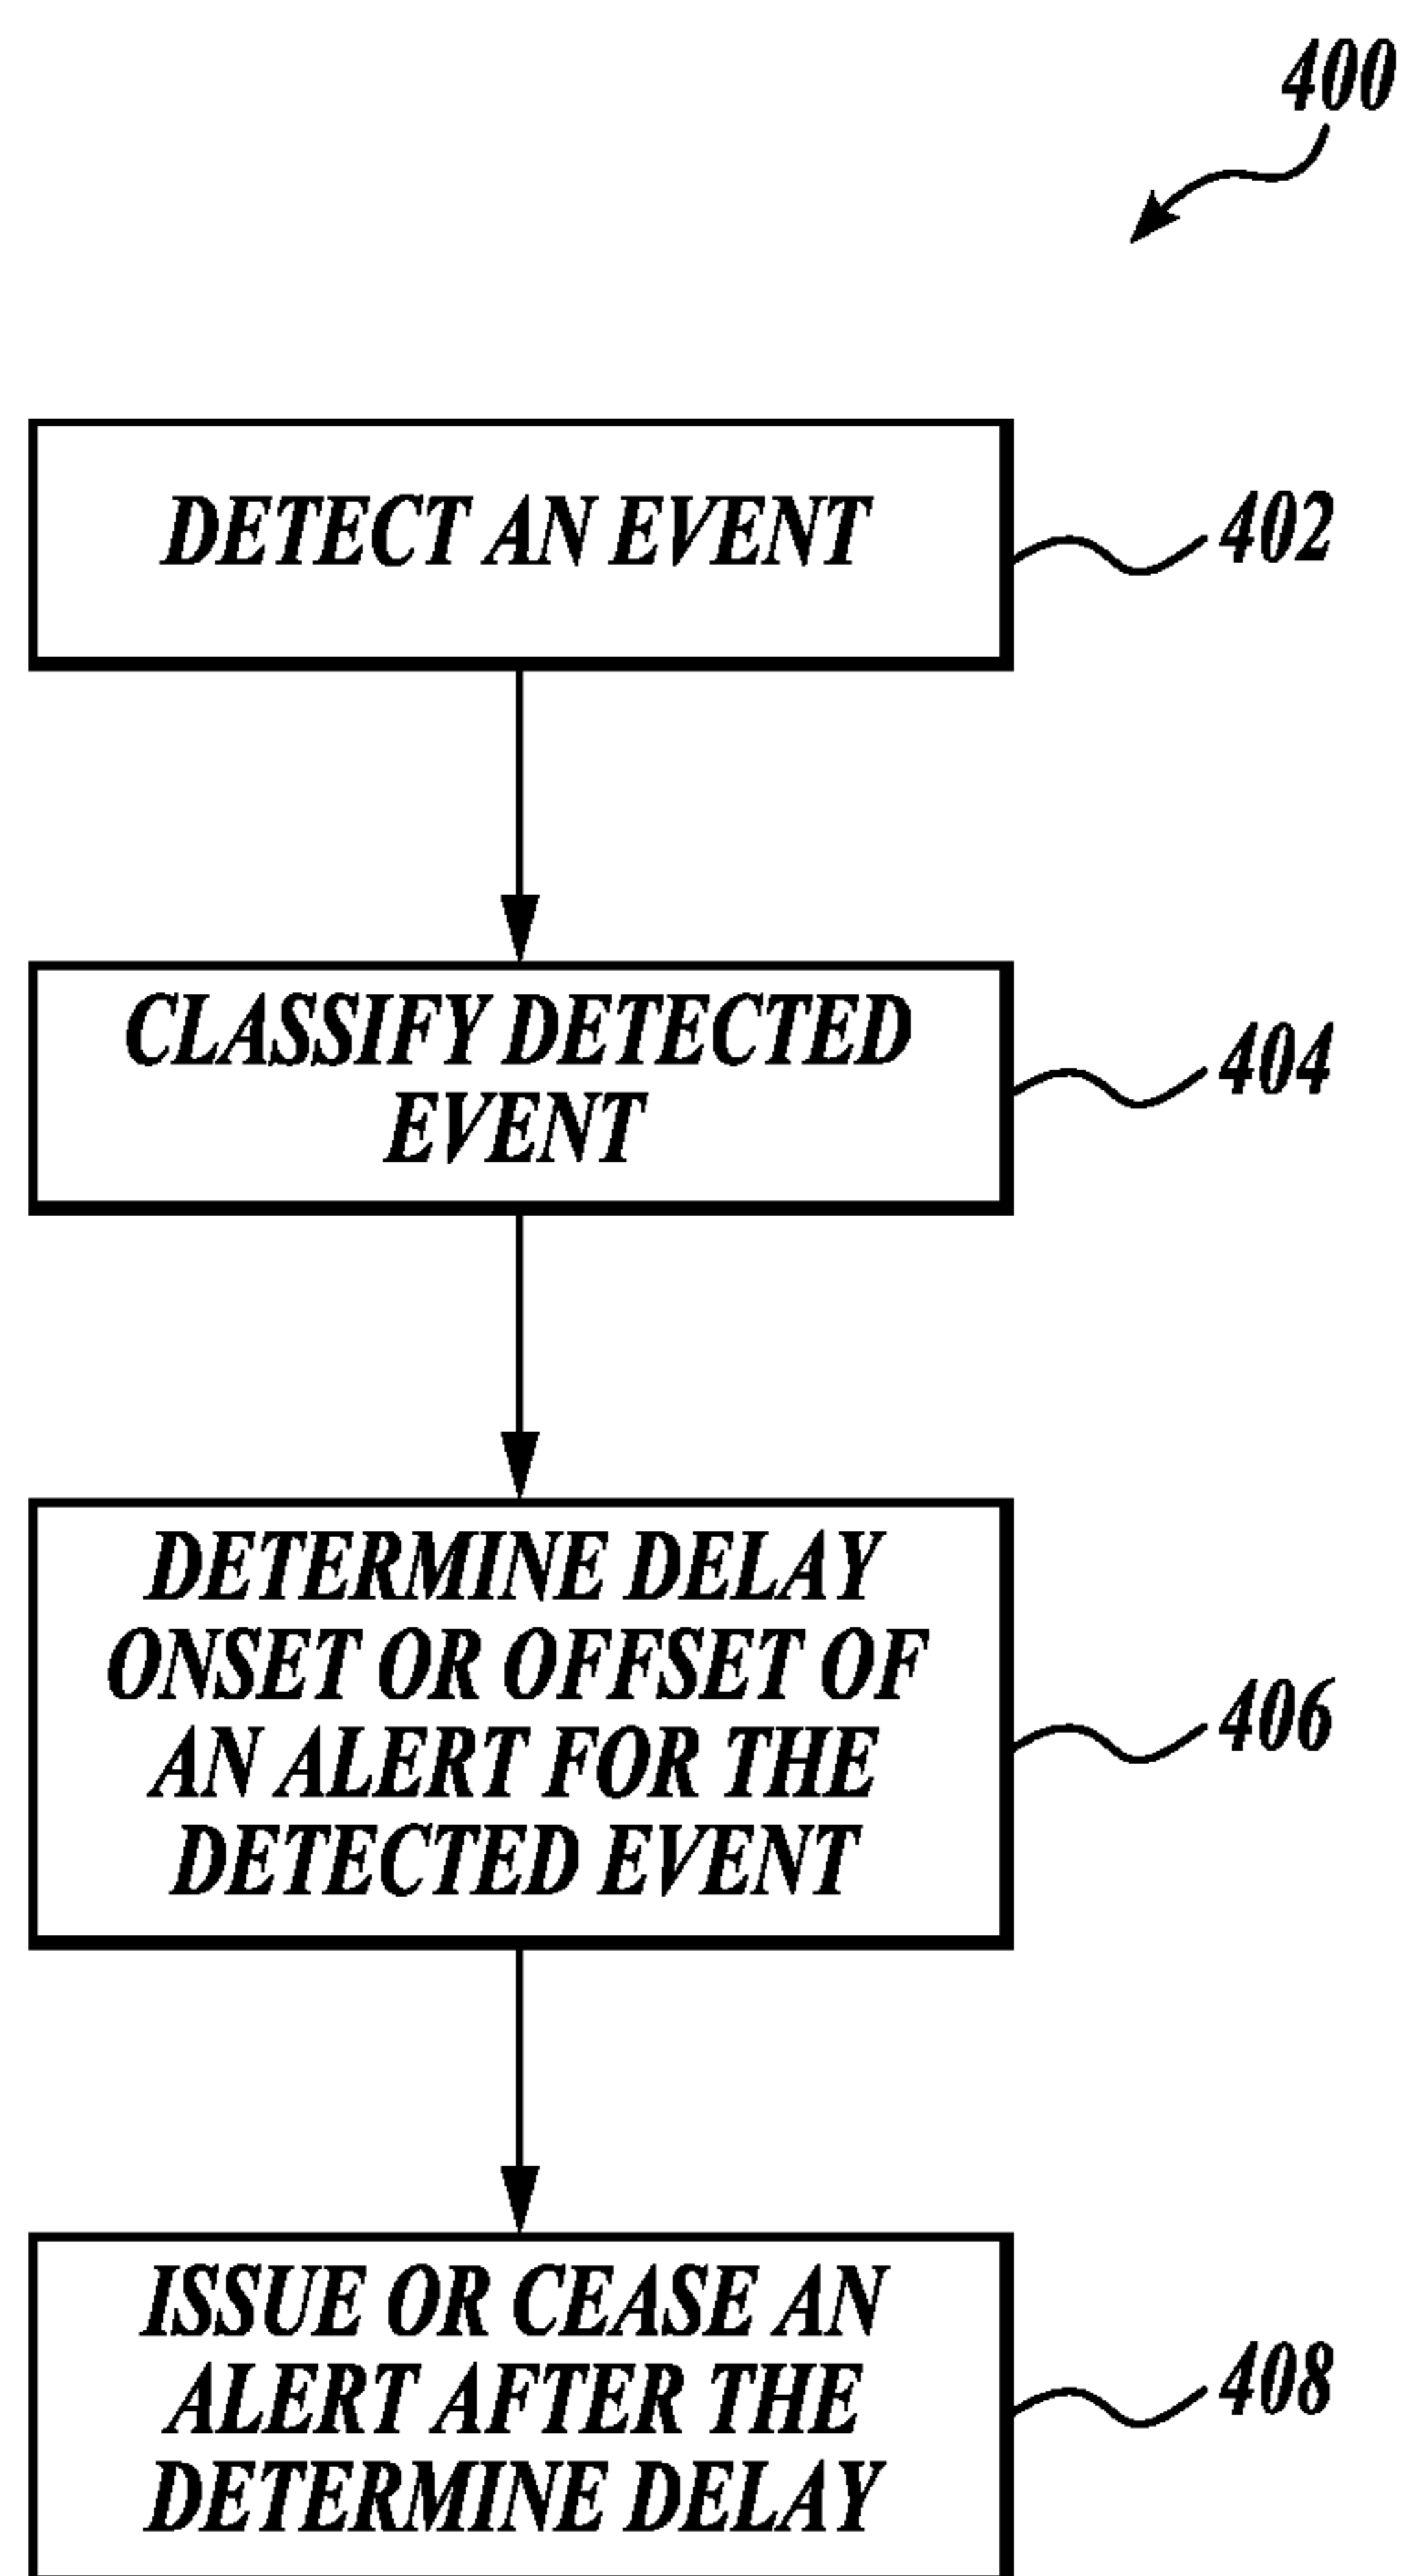 400
DETECT AN EVENT
402
CLASSIFY DETECTED
EVENT
404
DETERMINE DELAY
ONSET OR OFFSET OF
AN ALERT FOR THE
DETECTED EVENT
406
ISSUE OR CEASE AN
ALERT AFTER THE
DETERMINE DELAY
408